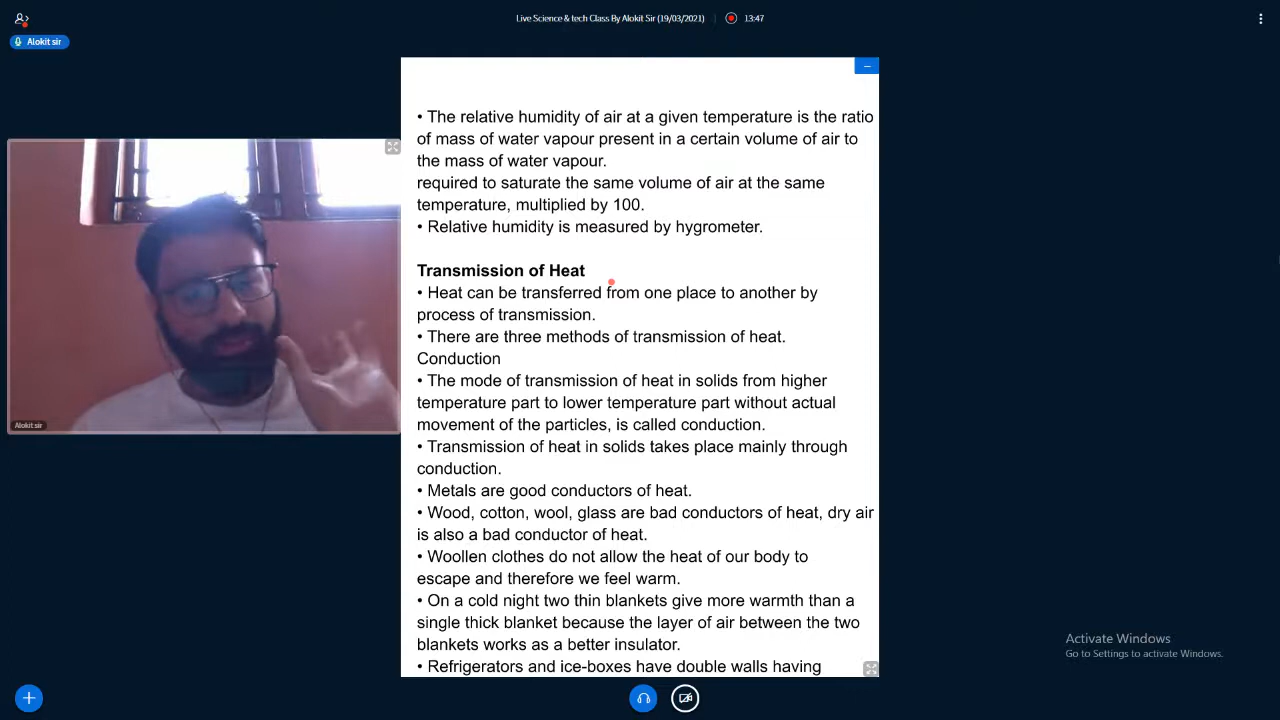 Live Science & tech Class By Alokit Sir (19/03/2021)
13:47
Alokit sir
• The relative humidity of air at a given temperature is the ratio
of mass of water vapour present in a certain volume of air to
the mass of water vapour.
required to saturate the same volume of air at the same
temperature, multiplied by 100.
• Relative humidity is measured by hygrometer.
Transmission of Heat
• Heat can be transferred from one place to another by
process of transmission.
• There are three methods of transmission of heat.
Conduction
• The mode of transmission of heat in solids from higher
temperature part to lower temperature part without actual
movement of the particles, is called conduction.
• Transmission of heat in solids takes place mainly through
conduction.
• Metals are good conductors of heat.
• Wood, cotton, wool, glass are bad conductors of heat, dry air
is also a bad conductor of heat.
• Woollen clothes do not allow the heat of our body to
escape and therefore we feel warm.
• On a cold night two thin blankets give more warmth than a
single thick blanket because the layer of air between the two
blankets works as a better insulator.
• Refrigerators and ice-boxes have double walls having
Alokit sir
Activate Windows
Go to Settings to activate Windows.